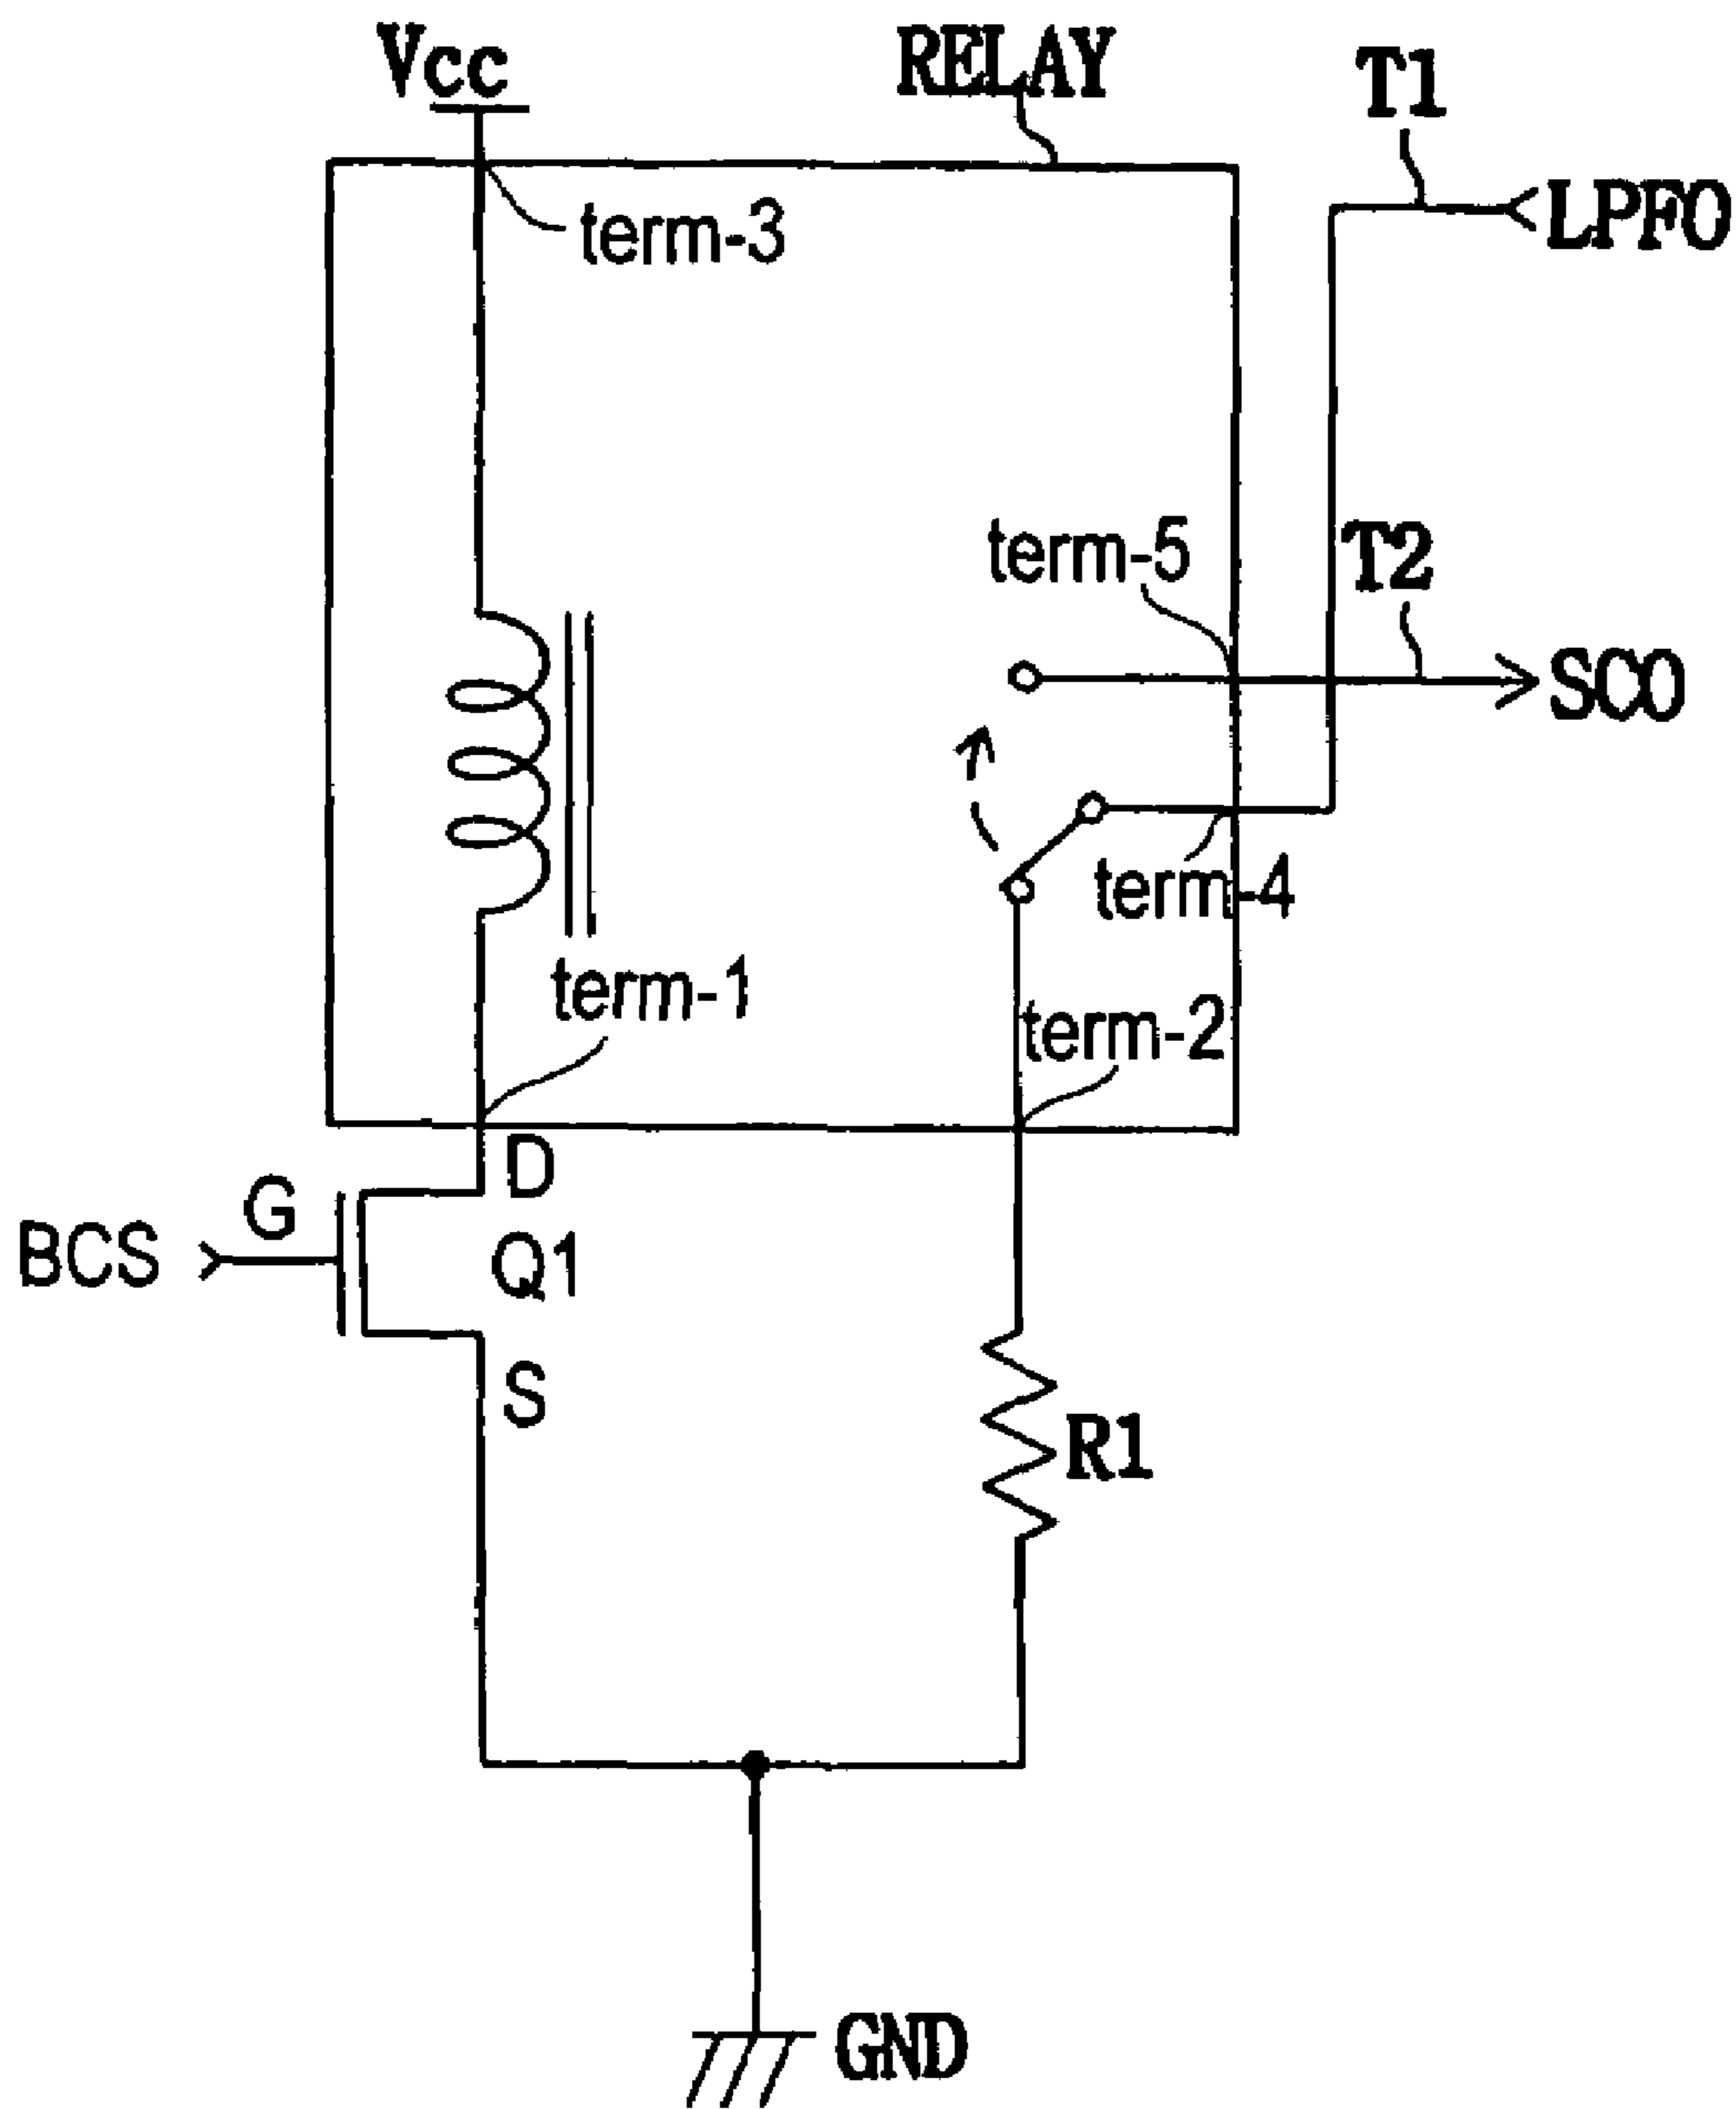 Vcc
RELAY
T1
LPFO
term-3
term-5
T2
SCO
term-4
term-1
term-2
D
G
BCS
Q1
S
R1
GND